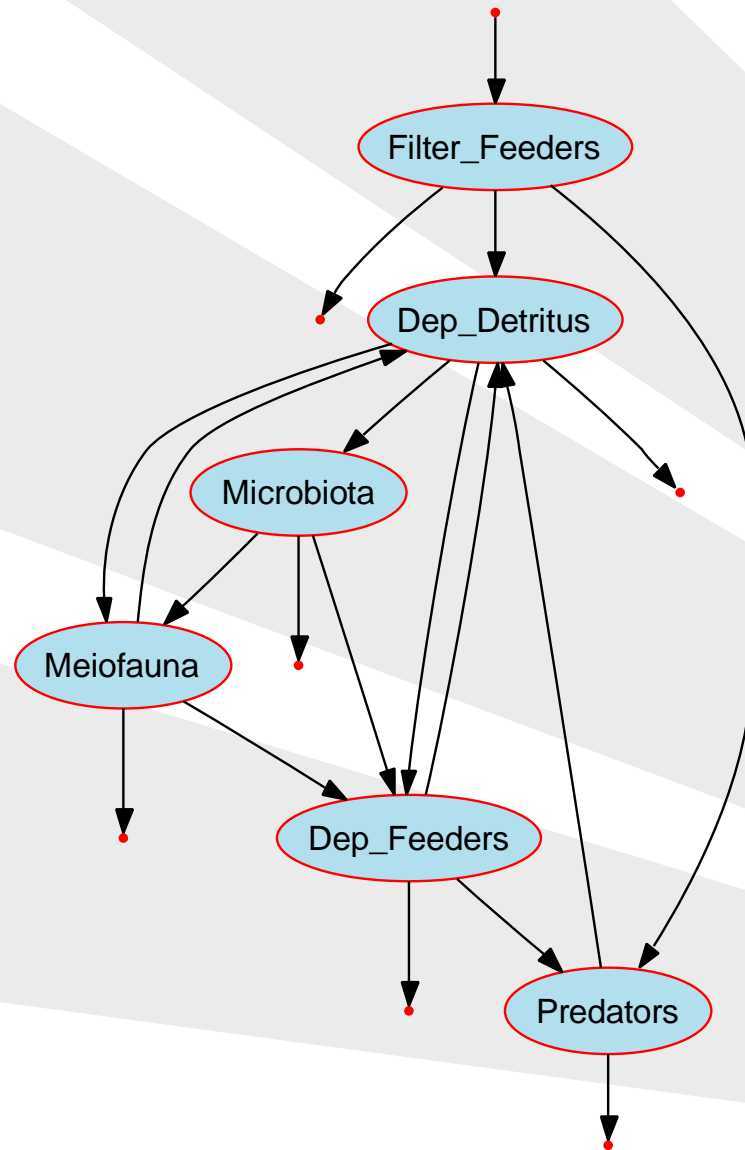 Filter_Feeders
Dep_Detritus
Microbiota
Meiofauna
Dep_Feeders
Predators